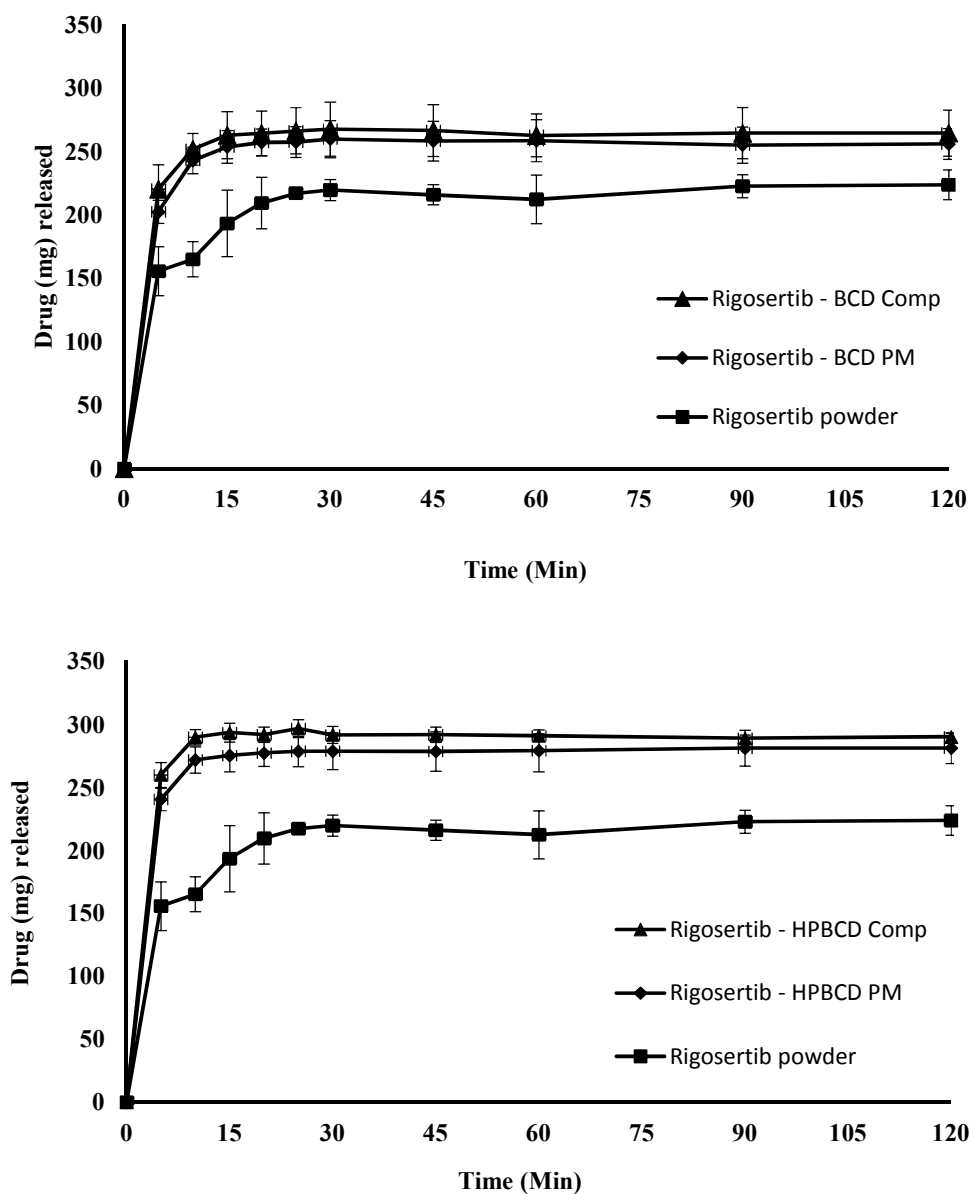 350
300
250
200
150
100
50
0
Drug (mg) released
Rigosertib - BCD Comp
Rigosertib - BCD PM
Rigosertib powder
0 15 30 45 60 75 90 105 120
Time (Min)
350
300
250
200
150
100
50
0
Drug (mg) released
Rigosertib - HPBCD Comp
Rigosertib - HPBCD PM
Rigosertib powder
0 15 30 45 60 75 90 105 120
Time (Min)